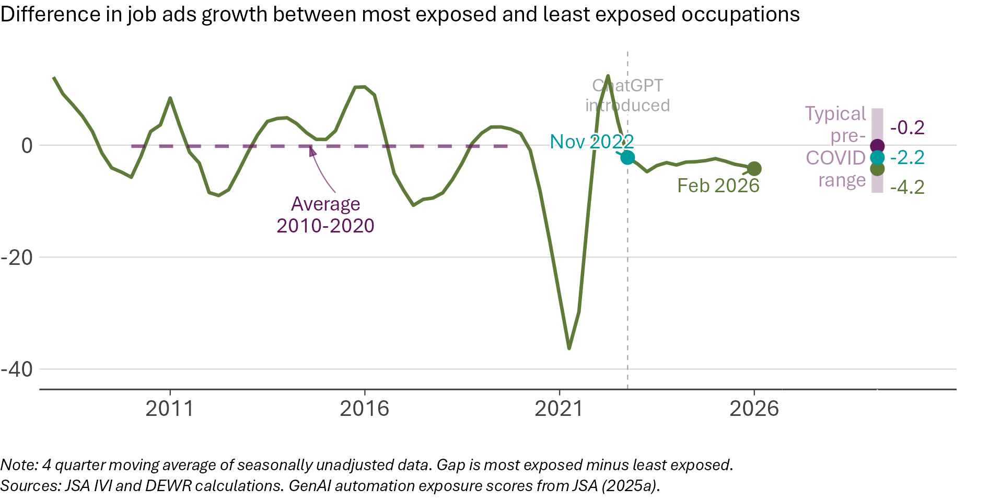 Difference in job ads growth between most exposed and least exposed occupations
ChatGPT
introduced
Typical
pre-
COVID
range
-0.2
-2.2
-4.2
0
Nov 2022
Feb 2026
Average
2010-2020
-20
-40
2011
2016
2021
2026
Note: 4 quarter moving average of seasonally unadjusted data. Gap is most exposed minus least exposed.
Sources: JSA IVI and DEWR calculations. GenAI automation exposure scores from JSA (2025a).